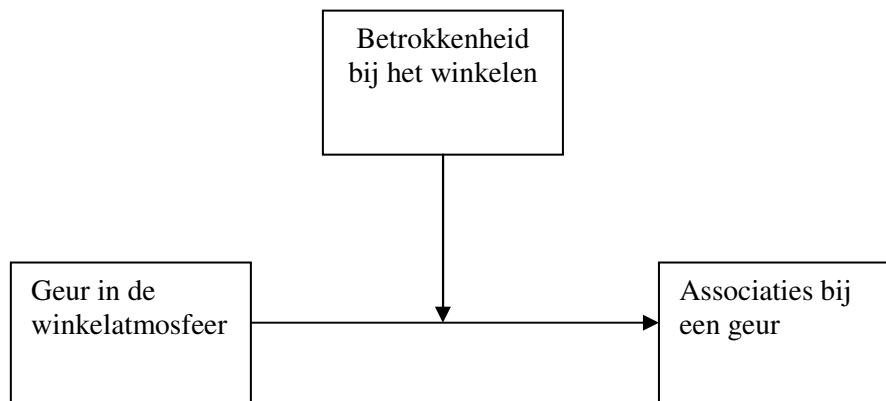 Betrokkenheid
bij het winkelen
Geur in de
winkelatmosfeer
Associaties bij
een geur